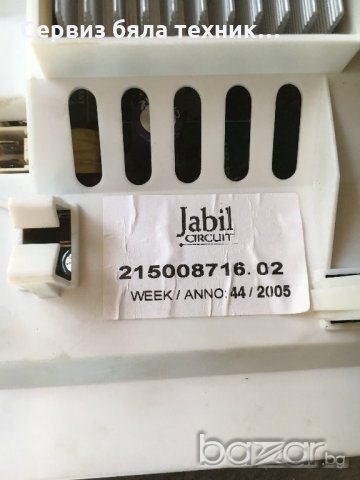 Сервиз бяла техник...
Jabil
CIRCUIT
215008716.02
WEEK / ANNO: 44 / 2005
bazar.bg